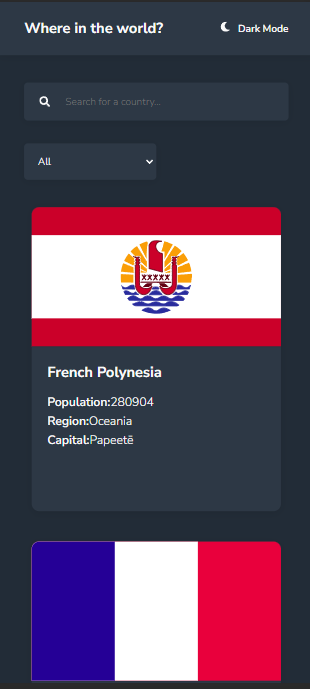 Where in the world?
Dark Mode
Search for a country...
All
French Polynesia
Population:280904
Region:Oceania
Capital:Papeetē